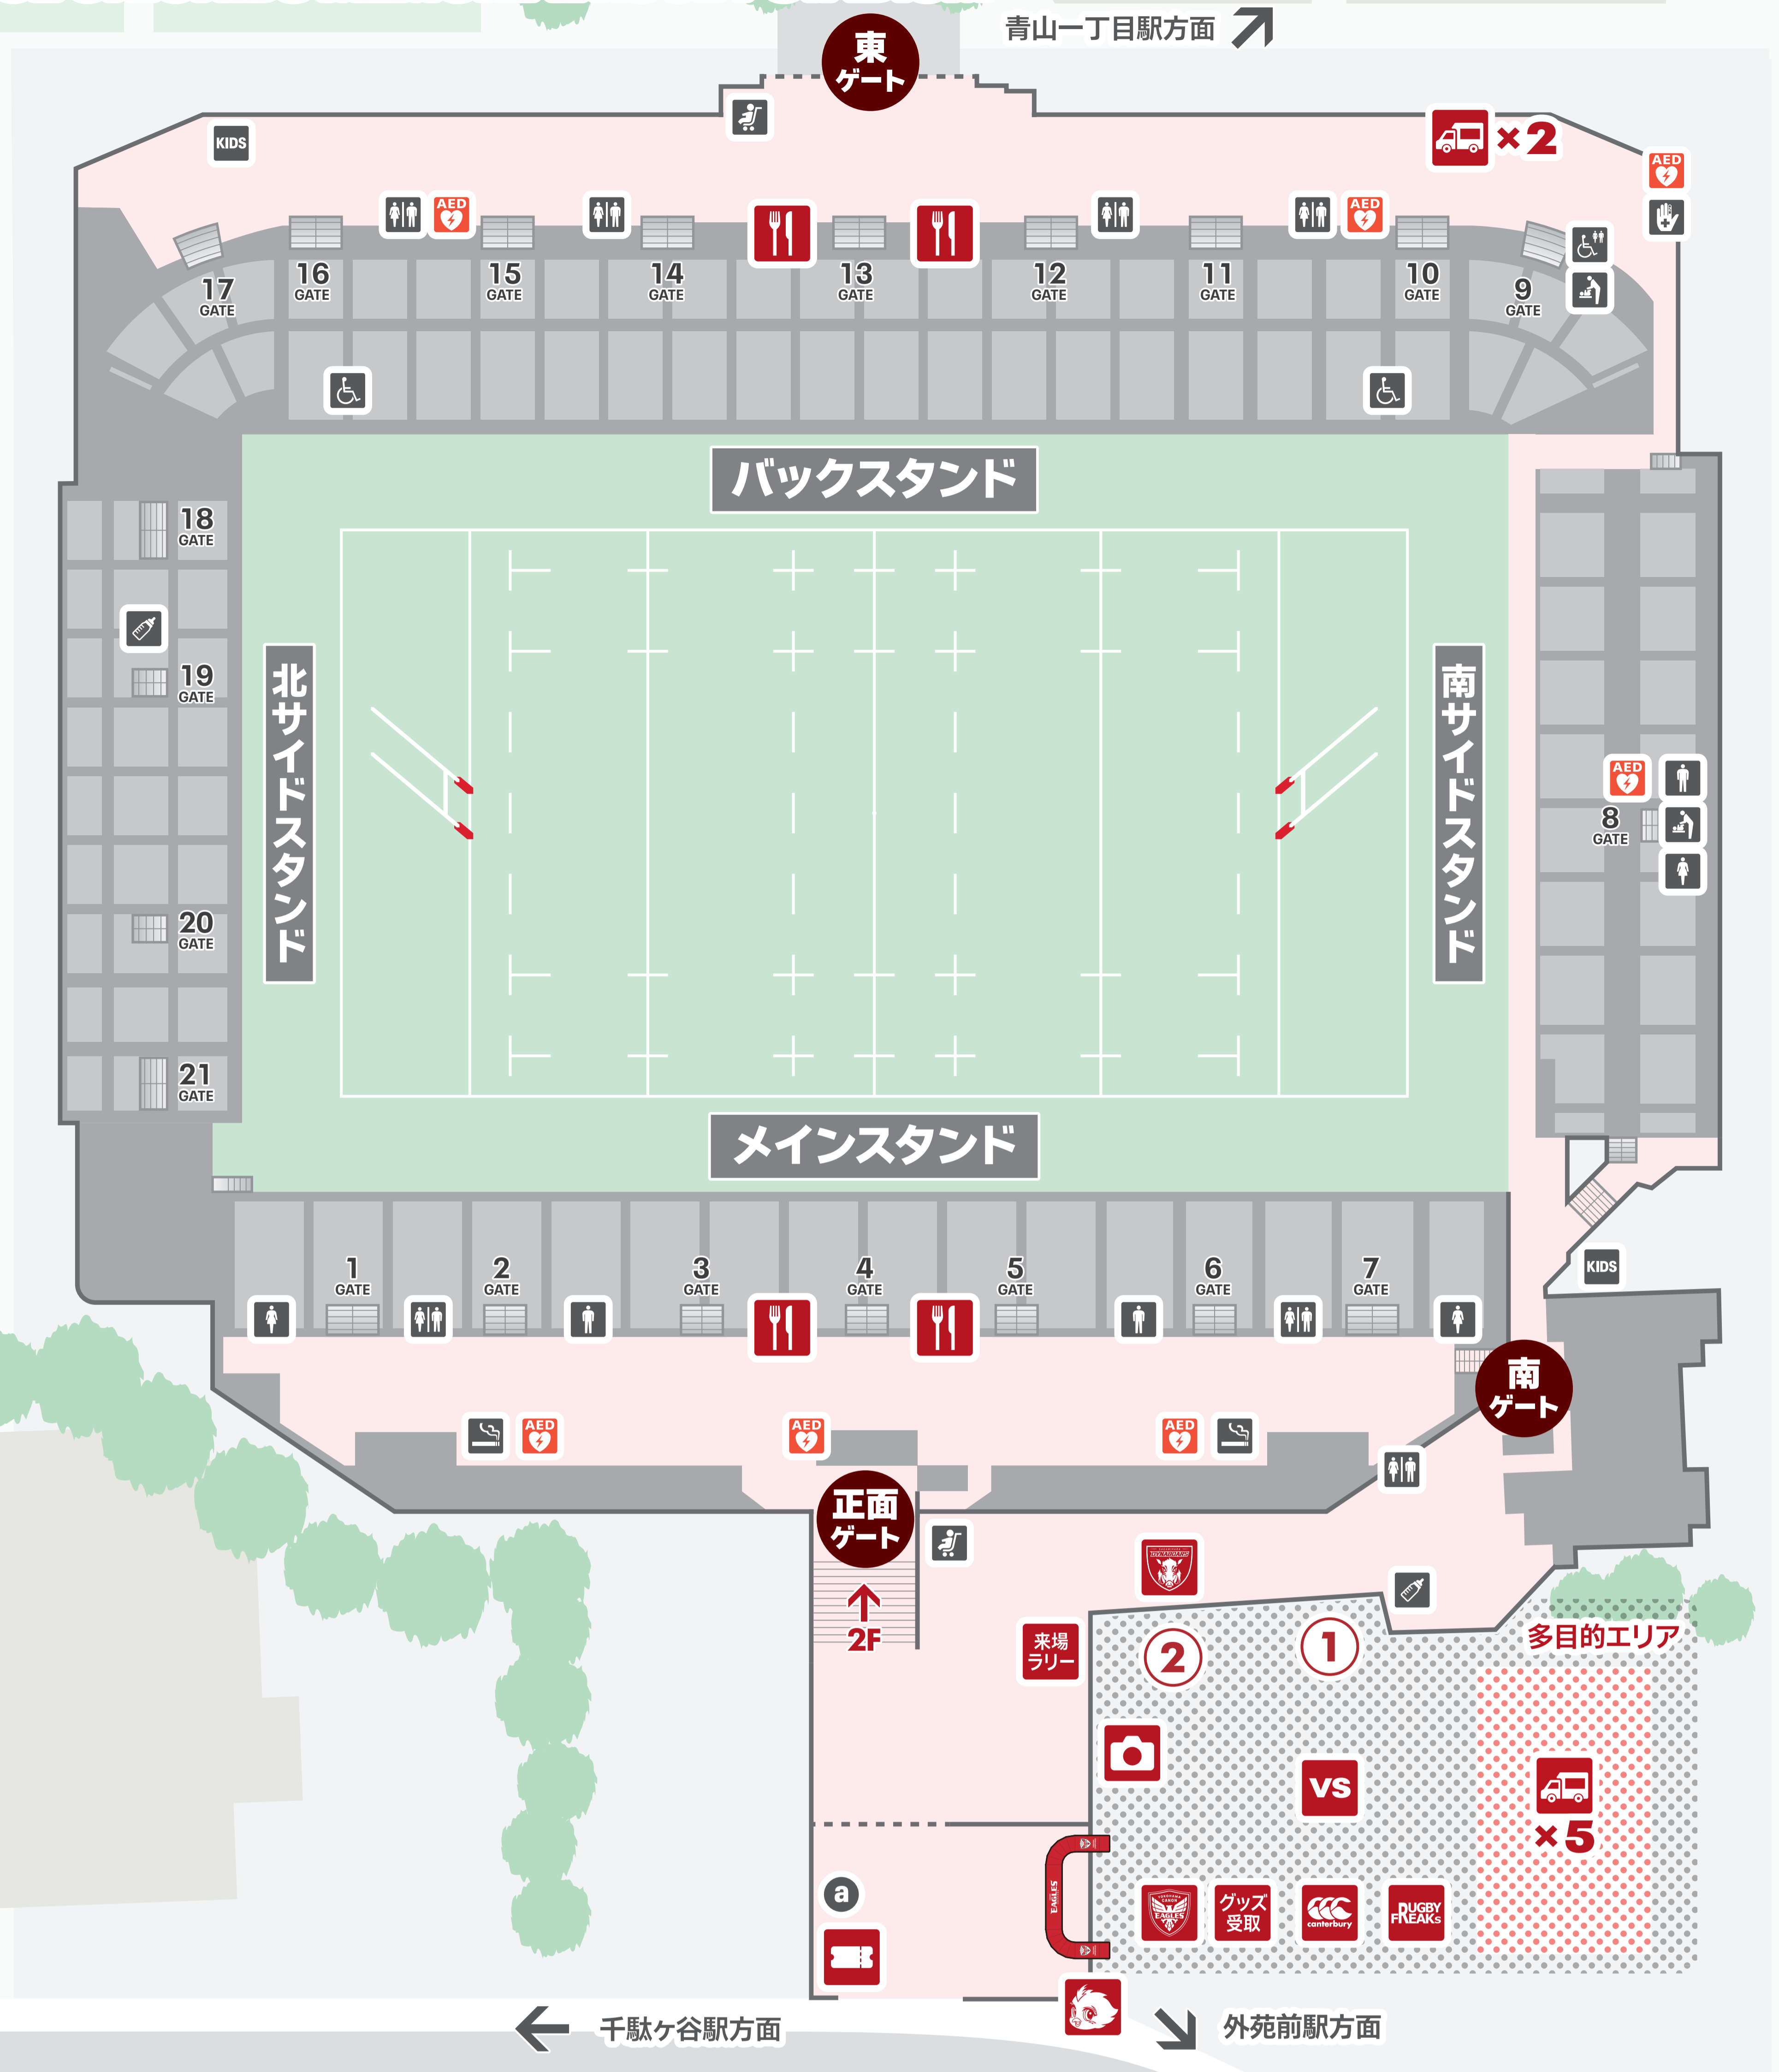 青山一丁目駅方面
東
ゲート
KIDS
×2
AED
AED
AED
17
GATE
16
GATE
15
GATE
14
GATE
13
GATE
12
GATE
11
GATE
10
GATE
9
GATE
バックスタンド
18
GATE
19
GATE
20
GATE
21
GATE
北サイドスタンド
南サイドスタンド
AED
8
GATE
メインスタンド
1
GATE
2
GATE
3
GATE
4
GATE
5
GATE
6
GATE
7
GATE
KIDS
南
ゲート
AED
AED
AED
正面
ゲート
2F
DYNABOARS
来場
ラリー
2
1
多目的エリア
VS
×5
EAGLES
a
YOKOHAMA
CANON
EAGLES
グッズ
受取
CCC
canterbury
RUGBY
FREAKs
千駄ヶ谷駅方面
外苑前駅方面